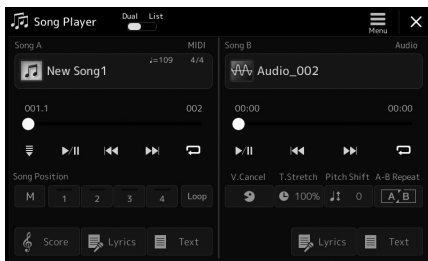 Song Player Dual List Menu
Song A MIDI Song B Audio
New Song1 ♩=109 4/4 Audio_002
001.1 002 00:00 00:00
Song Position V.Cancel T.Stretch Pitch Shift A-B Repeat
M 1 2 3 4 Loop 100% 0 A B
Score Lyrics Text Lyrics Text